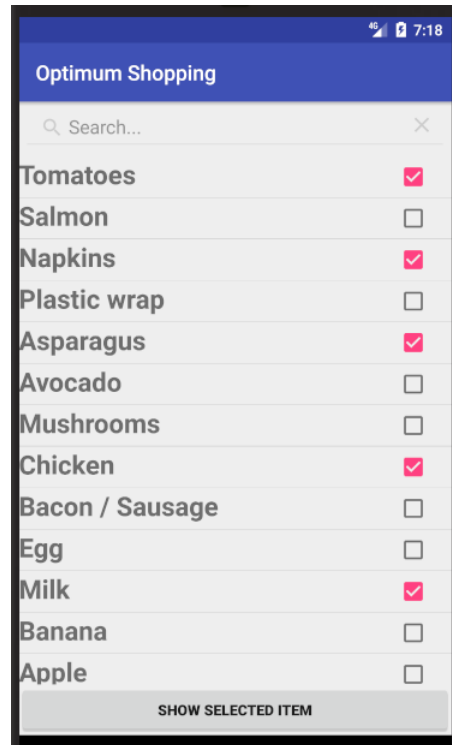 4G 7:18
Optimum Shopping
Search...
Tomatoes
Salmon
Napkins
Plastic wrap
Asparagus
Avocado
Mushrooms
Chicken
Bacon / Sausage
Egg
Milk
Banana
Apple
SHOW SELECTED ITEM